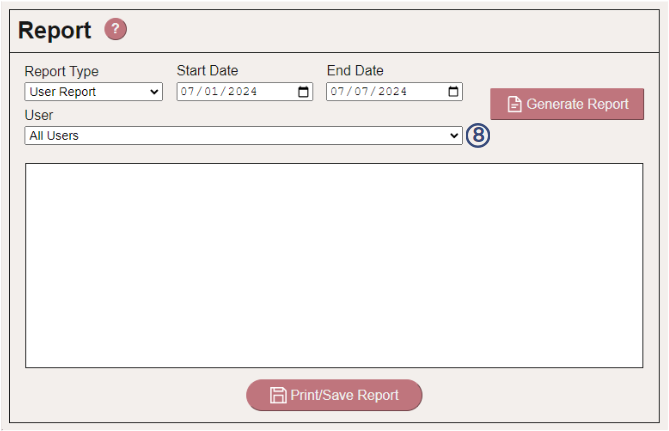 Report ?
Report Type Start Date End Date
User Report 07/01/2024 07/07/2024
Generate Report
User
All Users ⑧
Print/Save Report